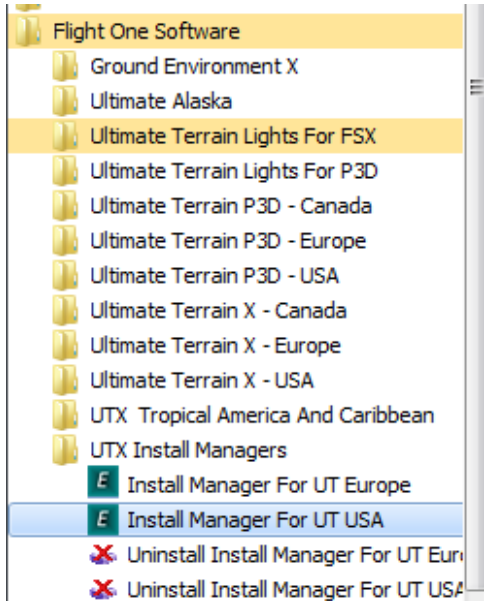 Flight One Software
Ground Environment X
Ultimate Alaska
Ultimate Terrain Lights For FSX
Ultimate Terrain Lights For P3D
Ultimate Terrain P3D - Canada
Ultimate Terrain P3D - Europe
Ultimate Terrain P3D - USA
Ultimate Terrain X - Canada
Ultimate Terrain X - Europe
Ultimate Terrain X - USA
UTX  Tropical America And Caribbean
UTX Install Managers
E Install Manager For UT Europe
E Install Manager For UT USA
Uninstall Install Manager For UT Eur
Uninstall Install Manager For UT USA